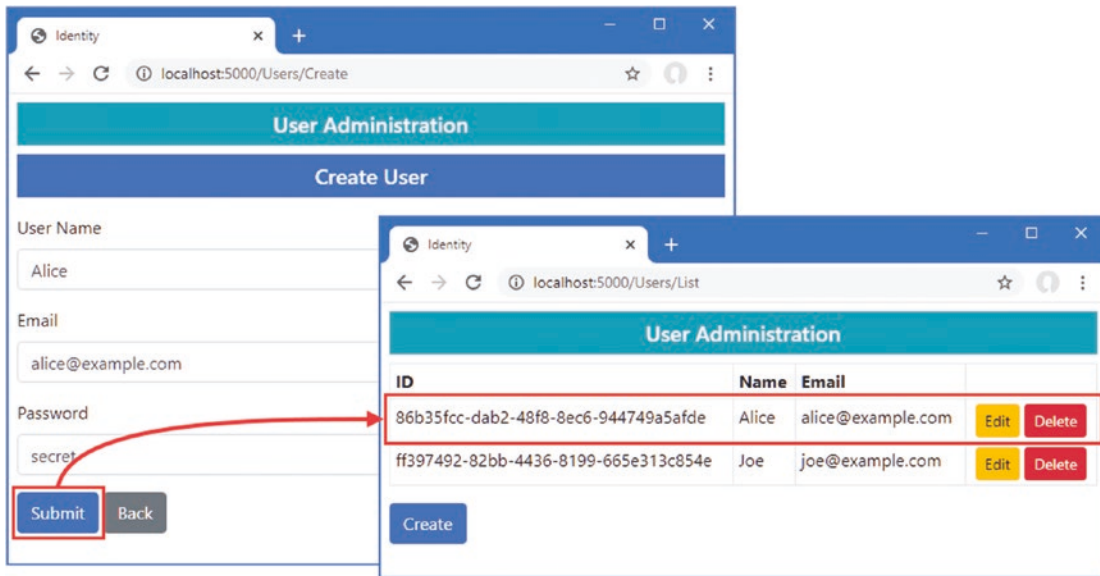 Identity
localhost:5000/Users/Create
User Administration
Create User
User Name
Alice
Email
alice@example.com
Password
secret
Submit Back
Identity
localhost:5000/Users/List
User Administration
ID Name Email
86b35fcc-dab2-48f8-8ec6-944749a5afde Alice alice@example.com Edit Delete
ff397492-82bb-4436-8199-665e313c854e Joe joe@example.com Edit Delete
Create